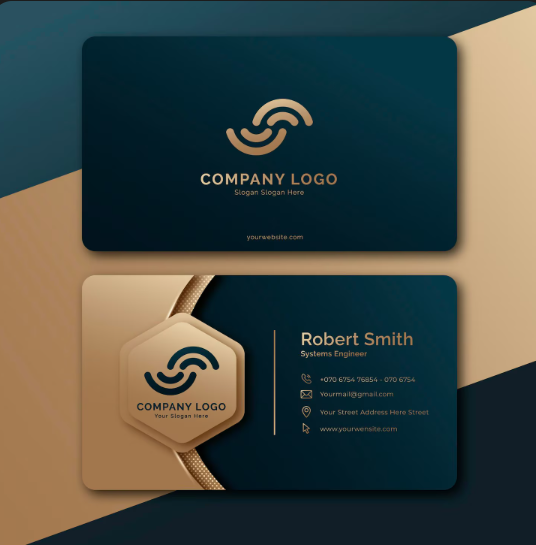 COMPANY LOGO
Slogan Slogan Here
yourwebsite.com
COMPANY LOGO
Your Slogan Here
Robert Smith
Systems Engineer
+070 6754 76854 - 070 6754
Yourmail@gmail.com
Your Street Address Here Street
www.yourwensite.com